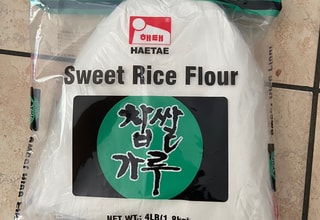 해태
HAETAE
Sweet Rice Flour
찹쌀
가루
NET WT.: 4LB(1.8kg)